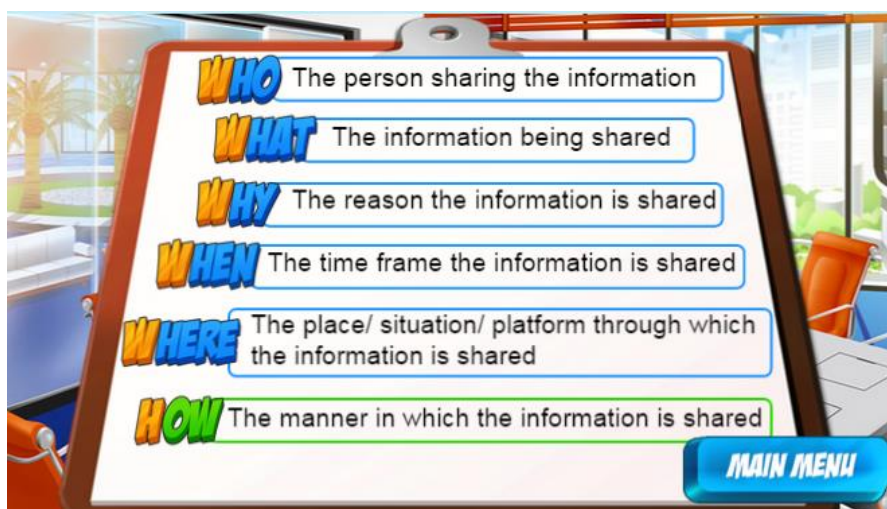 WHO The person sharing the information
WHAT The information being shared
WHY The reason the information is shared
WHEN The time frame the information is shared
WHERE The place/ situation/ platform through which
the information is shared
HOW The manner in which the information is shared
MAIN MENU